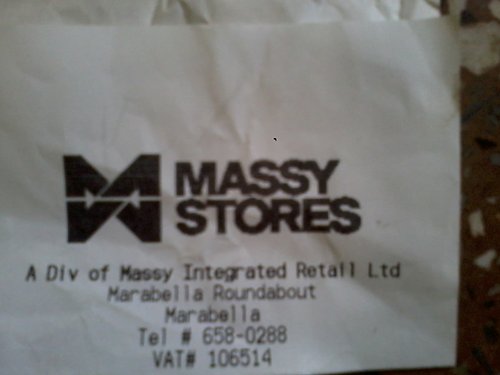 MASSY
STORES
A Div of Massy Integrated Retail Ltd
Marabella Roundabout
Marabella
Tel # 658-0288
VAT# 106514